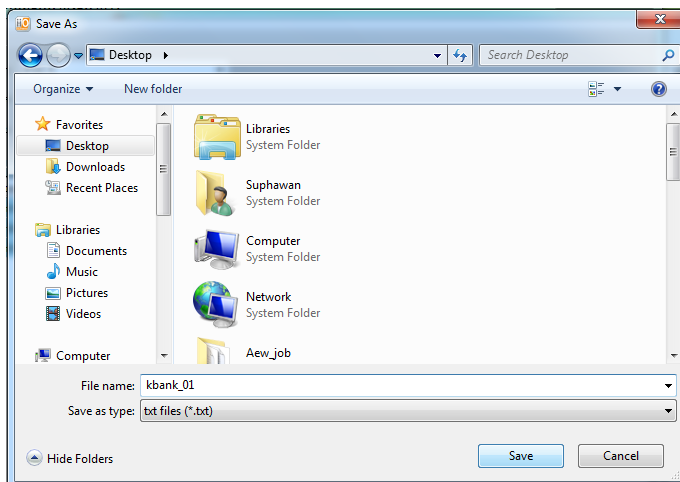 Save As
Desktop
Search Desktop
Organize
New folder
Favorites
Desktop
Downloads
Recent Places
Libraries
Documents
Music
Pictures
Videos
Computer
Libraries
System Folder
Suphawan
System Folder
Computer
System Folder
Network
System Folder
Aew_job
File name: kbank_01
Save as type: txt files (*.txt)
Hide Folders
Save
Cancel